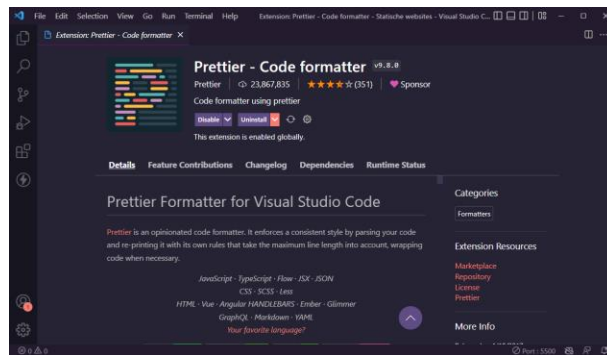 File Edit Selection View Go Run Terminal Help Extension: Prettier - Code formatter - Statische websites - Visual Studio C...
Extension: Prettier - Code formatter
Prettier - Code formatter v9.8.0
Prettier 23,867,835 (351) Sponsor
Code formatter using prettier
Disable Uninstall
This extension is enabled globally.
Details Feature Contributions Changelog Dependencies Runtime Status
Prettier Formatter for Visual Studio Code
Prettier is an opinionated code formatter. It enforces a consistent style by parsing your code
and re-printing it with its own rules that take the maximum line length into account, wrapping
code when necessary.
JavaScript · TypeScript · Flow · JSX · JSON
CSS · SCSS · Less
HTML · Vue · Angular HANDLEBARS · Ember · Glimmer
GraphQL · Markdown · YAML
Your favorite language?
Categories
Formatters
Extension Resources
Marketplace
Repository
License
Prettier
More Info
0 0 Port : 5500